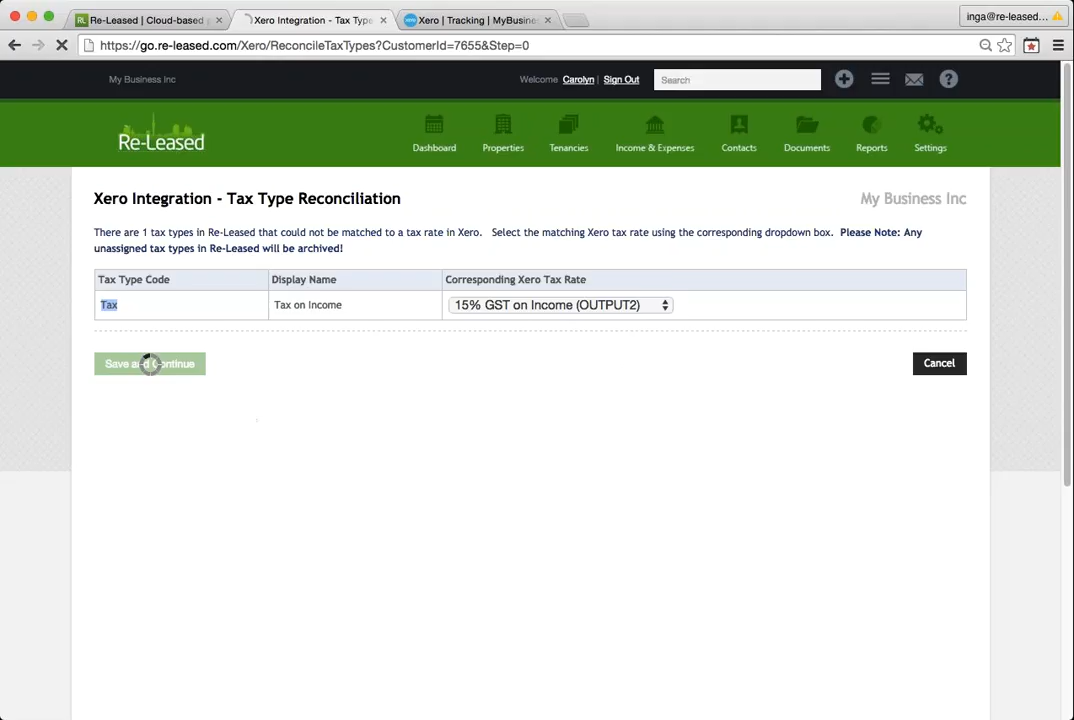 Re-Leased | Cloud-based
Xero Integration - Tax Type
Xero | Tracking | MyBusine
inga@re-leased...
https://go.re-leased.com/Xero/ReconcileTaxTypes?CustomerId=7655&Step=0
My Business Inc
Welcome Carolyn | Sign Out
Search
Re-Leased
Dashboard
Properties
Tenancies
Income & Expenses
Contacts
Documents
Reports
Settings
Xero Integration - Tax Type Reconciliation
My Business Inc
There are 1 tax types in Re-Leased that could not be matched to a tax rate in Xero. Select the matching Xero tax rate using the corresponding dropdown box. Please Note: Any
unassigned tax types in Re-Leased will be archived!
Tax Type Code
Display Name
Corresponding Xero Tax Rate
Tax
Tax on Income
15% GST on Income (OUTPUT2)
Save and Continue
Cancel